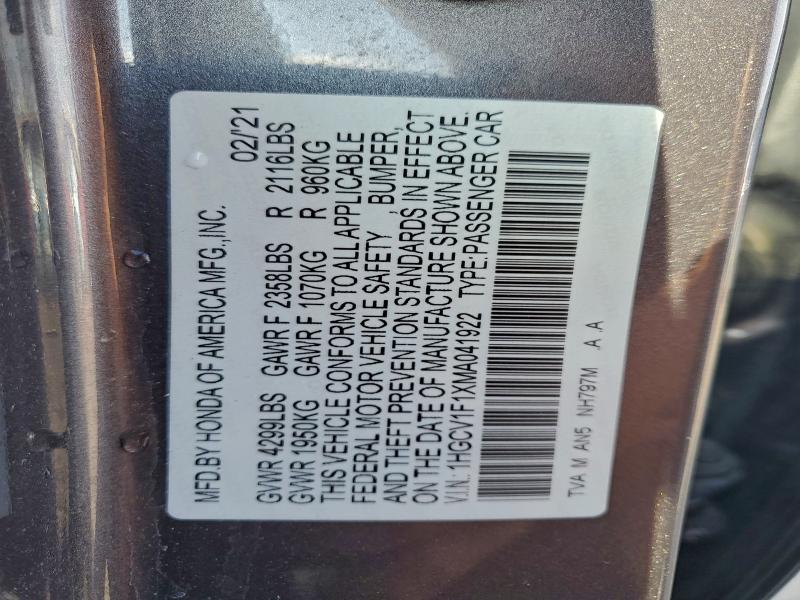 MFD.BY HONDA OF AMERICA MFG.,INC. 02/'21
GVWR 4299LBS GAWR F 2358LBS R 2116LBS
GVWR 1950KG GAWR F 1070KG R 960KG
THIS VEHICLE CONFORMS TO ALL APPLICABLE
FEDERAL MOTOR VEHICLE SAFETY , BUMPER,
AND THEFT PREVENTION STANDARDS IN EFFECT
ON THE DATE OF MANUFACTURE SHOWN ABOVE.
V.I.N.: 1HGCV1F1XMA041922 TYPE:PASSENGER CAR
TVA M AN5 NH797M .A .A